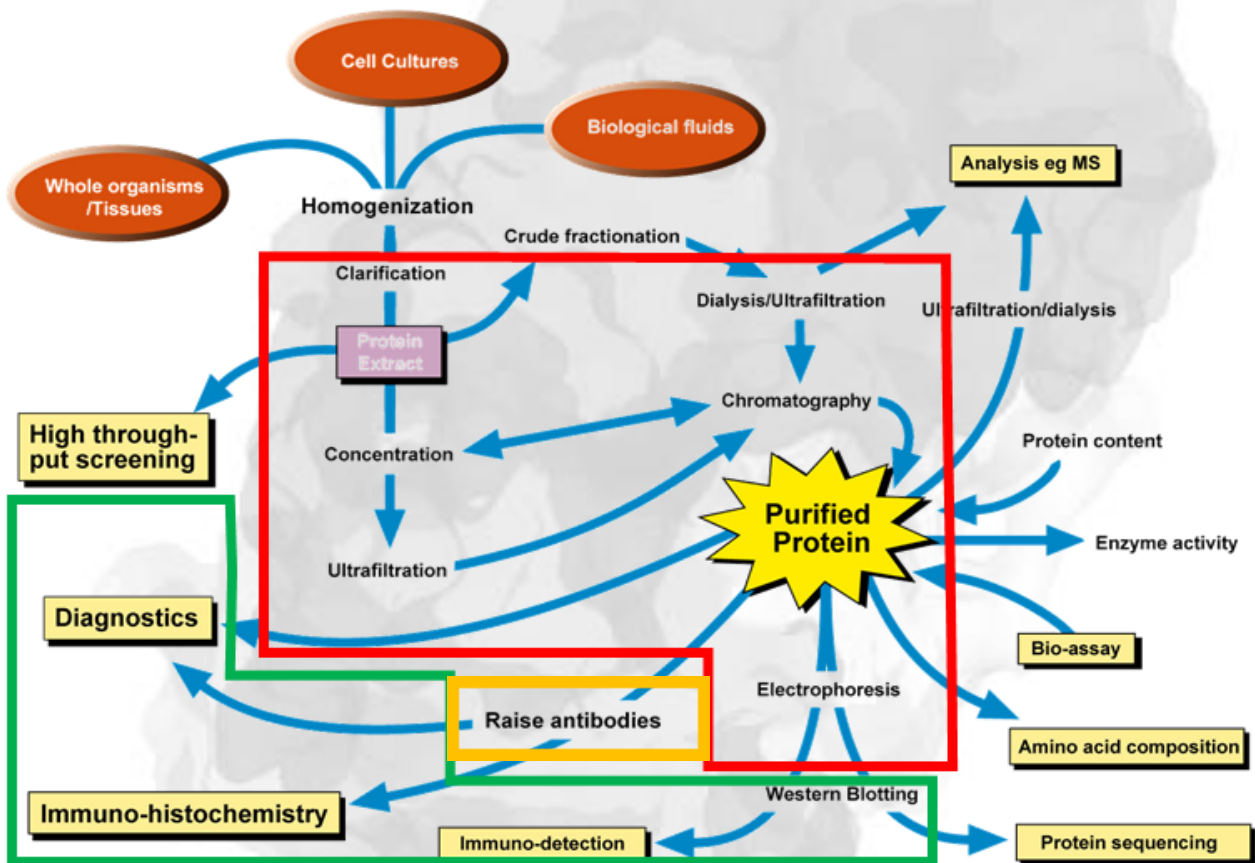 Cell Cultures
Biological fluids
Whole organisms
/Tissues
Analysis eg MS
Homogenization
Crude fractionation
Clarification
Dialysis/Ultrafiltration
Ultrafiltration/dialysis
Protein
Extract
Chromatography
High through-
put screening
Concentration
Protein content
Purified
Protein
Ultrafiltration
Enzyme activity
Diagnostics
Bio-assay
Electrophoresis
Raise antibodies
Amino acid composition
Western Blotting
Immuno-histochemistry
Immuno-detection
Protein sequencing